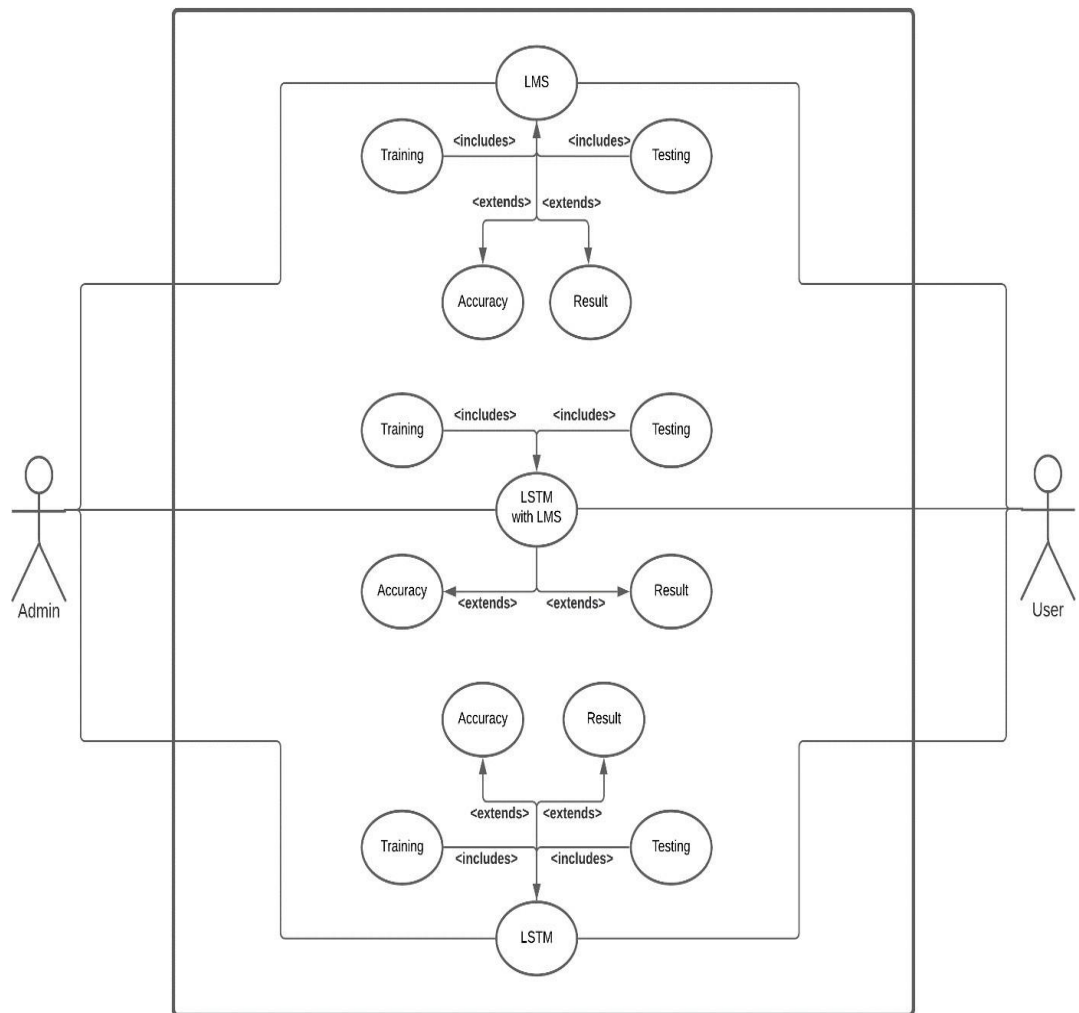 LMS
Training
<includes>
<includes>
Testing
<extends>
<extends>
Accuracy
Result
Training
<includes>
<includes>
Testing
LSTM
with LMS
Admin
User
Accuracy
<extends>
<extends>
Result
Accuracy
Result
<extends>
<extends>
Training
<includes>
<includes>
Testing
LSTM